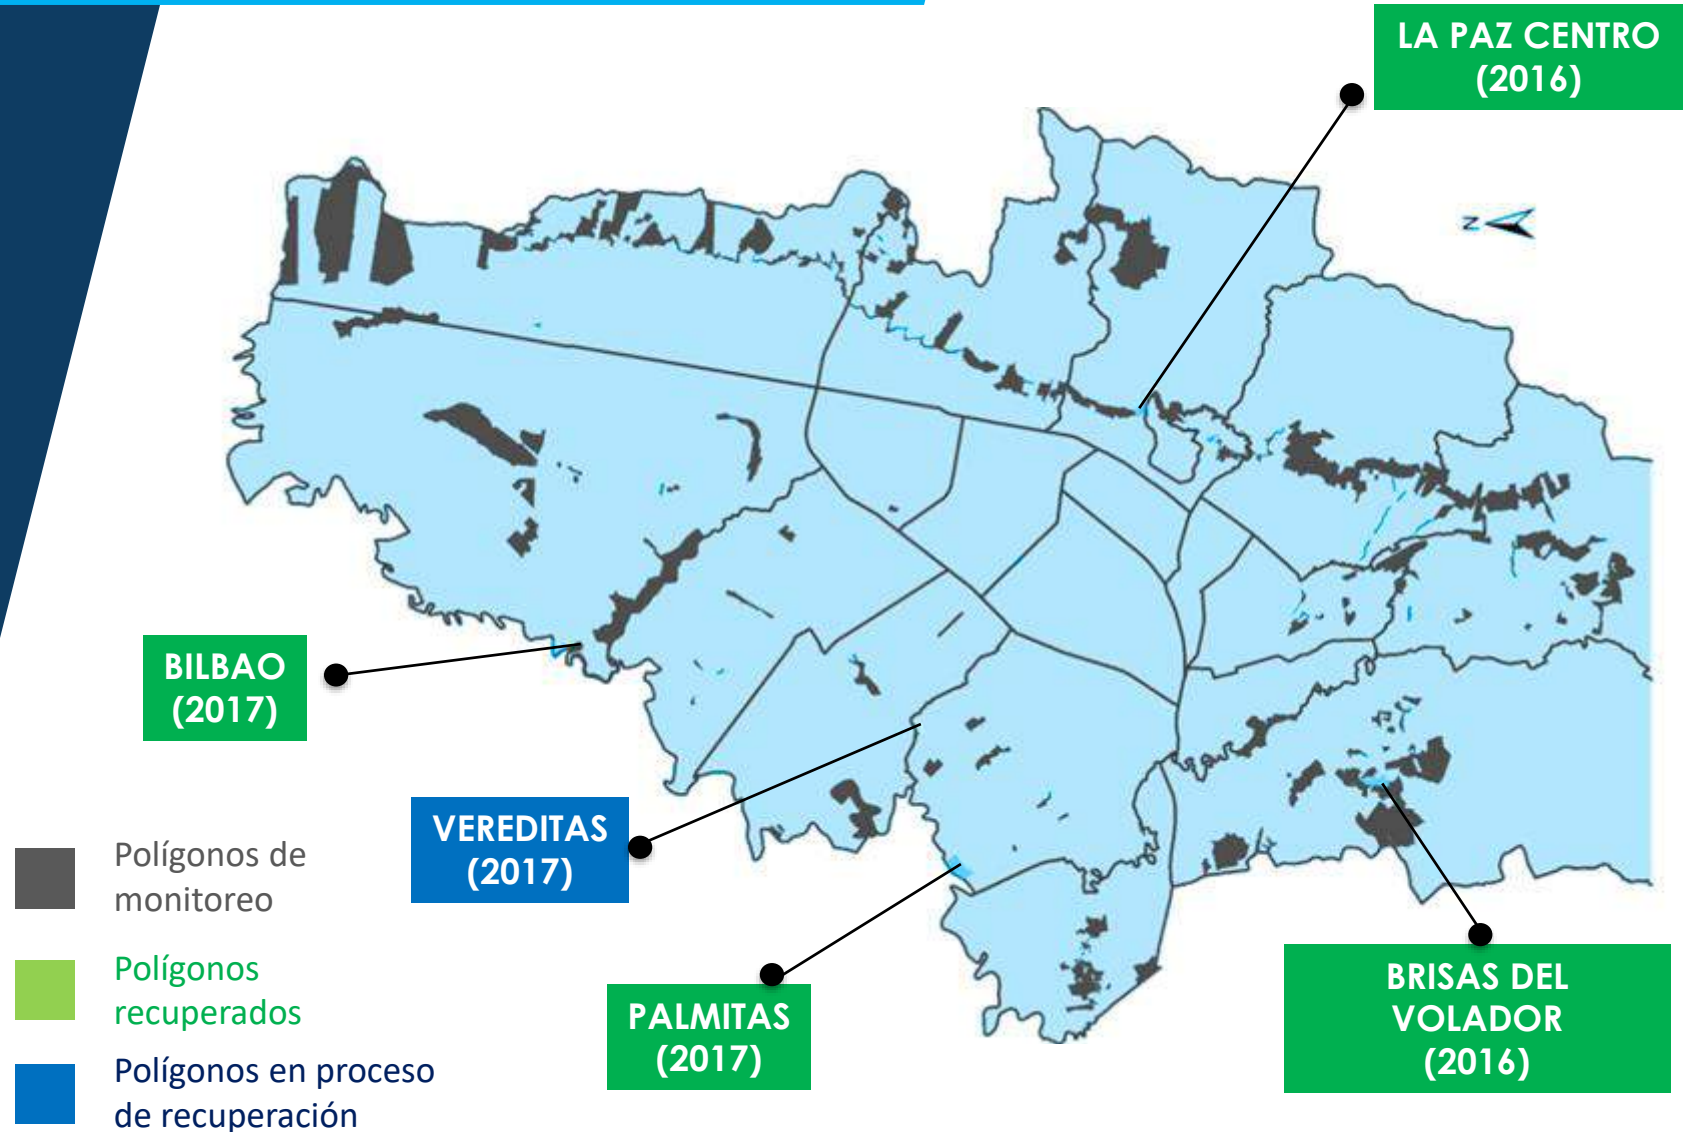 LA PAZ CENTRO
(2016)
N
BILBAO
(2017)
VEREDITAS
(2017)
PALMITAS
(2017)
BRISAS DEL
VOLADOR
(2016)
Polígonos de
monitoreo
Polígonos
recuperados
Polígonos en proceso
de recuperación